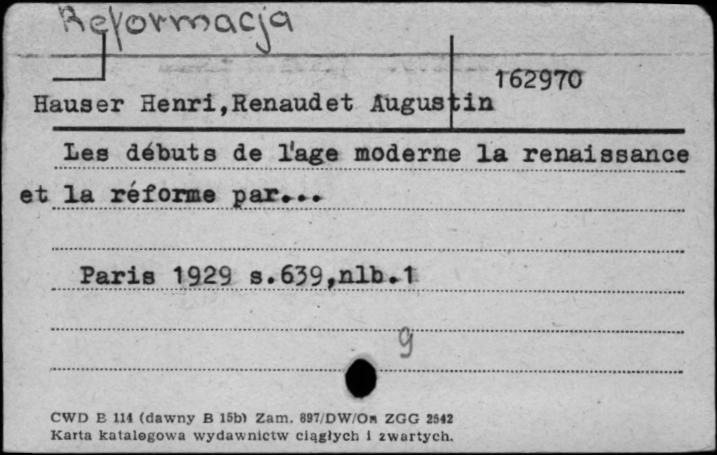 Reformacja
162970
Hauser Henri,Renaudet Augustin
Les débuts de l'age moderne la renaissance
et la réforme par...
Paris 1929 s.639,nlb.1
9
CWD E 114 (dawny B 15b) Zam. 897/DW/Om ZGG 2542
Karta katalogowa wydawnictw ciągłych i zwartych.